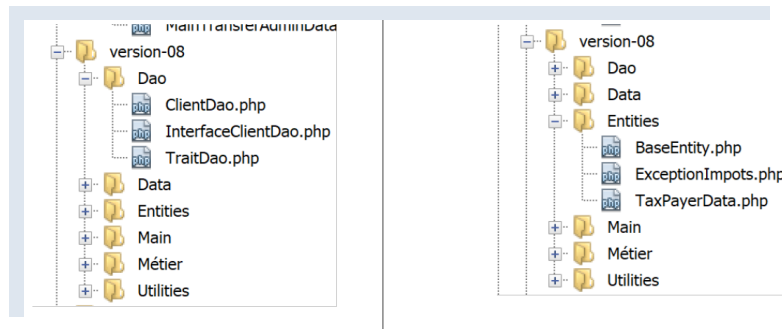 MainTransferAdminData
version-08
Dao
ClientDao.php
InterfaceClientDao.php
TraitDao.php
Data
Entities
Main
Métier
Utilities
version-08
Dao
Data
Entities
BaseEntity.php
ExceptionImpots.php
TaxPayerData.php
Main
Métier
Utilities